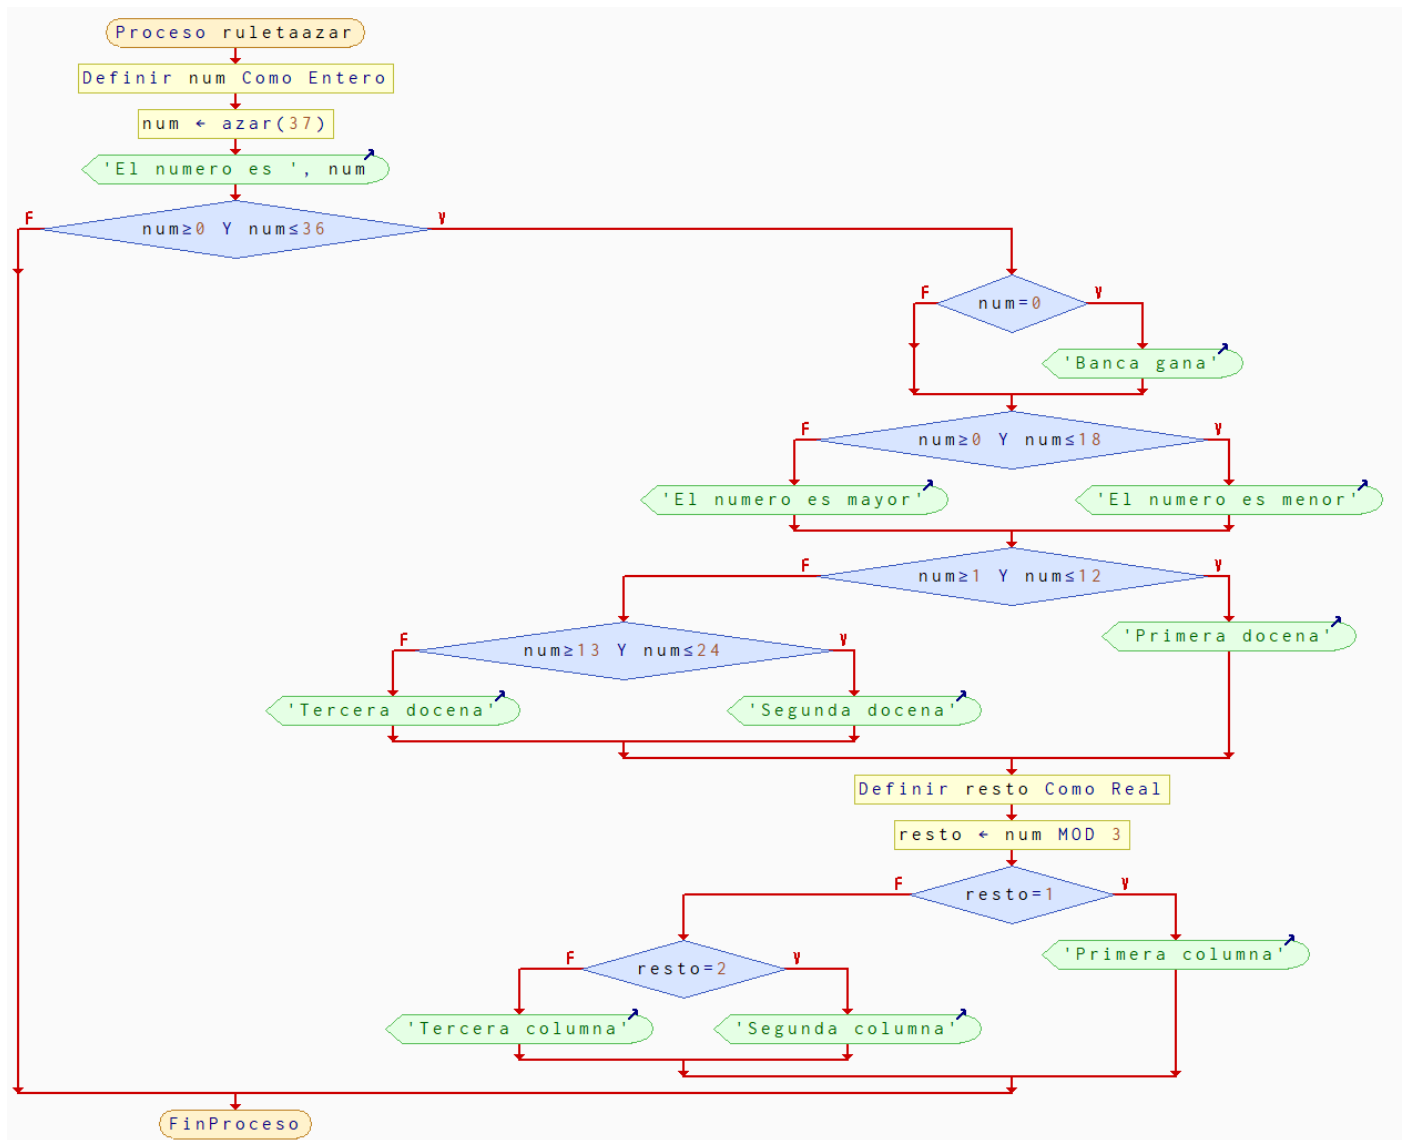 Proceso ruletaazar
Definir num Como Entero
num ← azar(37)
'El numero es ', num
F
num≥0 Y num≤36
V
F
num=0
V
'Banca gana'
F
num≥0 Y num≤18
V
'El numero es mayor'
'El numero es menor'
F
num≥1 Y num≤12
V
'Primera docena'
F
num≥13 Y num≤24
V
'Tercera docena'
'Segunda docena'
Definir resto Como Real
resto ← num MOD 3
F
resto=1
V
'Primera columna'
F
resto=2
V
'Tercera columna'
'Segunda columna'
FinProceso